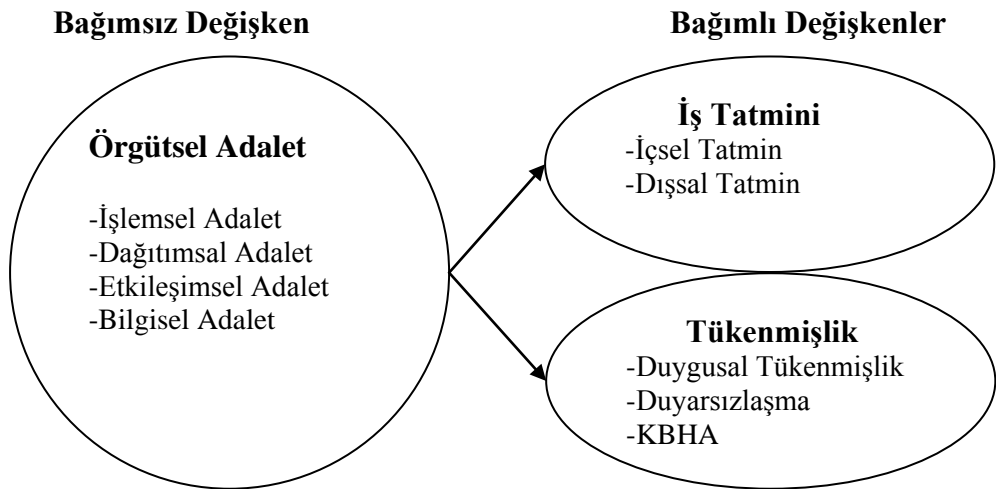 Bağımsız Değişken
Bağımlı Değişkenler
Örgütsel Adalet
-İşlemsel Adalet
-Dağıtımsal Adalet
-Etkileşimsel Adalet
-Bilgisel Adalet
İş Tatmini
-İçsel Tatmin
-Dışsal Tatmin
Tükenmişlik
-Duygusal Tükenmişlik
-Duyarsızlaşma
-KBHA